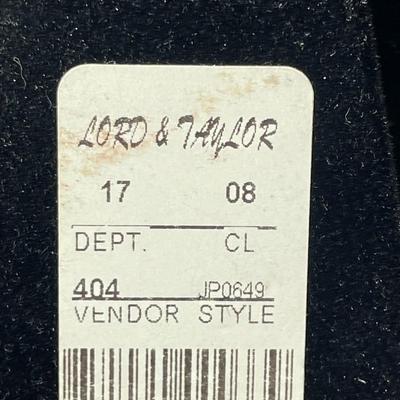 LORD & TAYLOR
17 08
DEPT. CL
404 JP0649
VENDOR STYLE